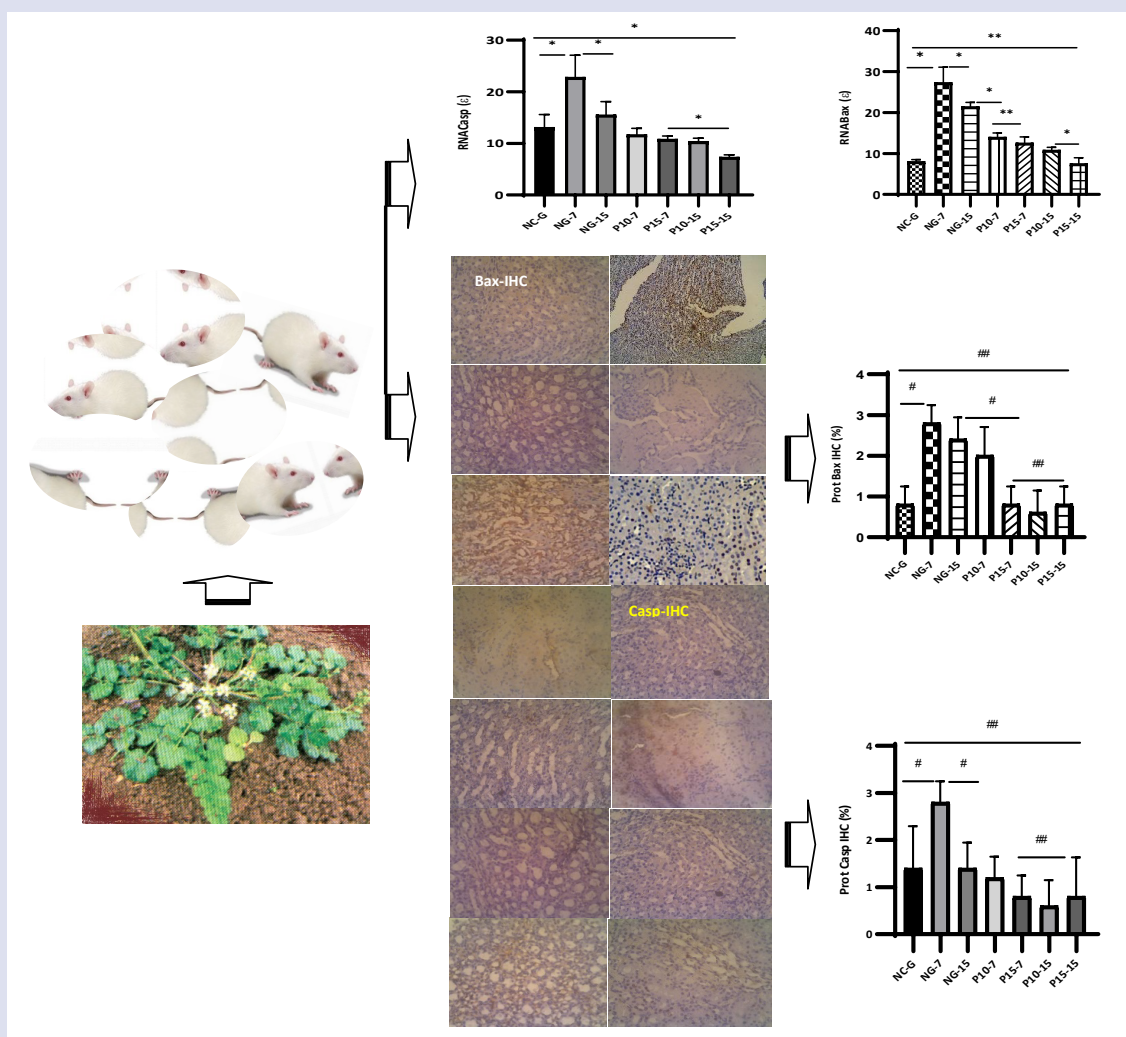 *
* *
*
30
20
10
0
RNACasp (ε)
NC-G
NG-7
NG-15
P10-7
P15-7
P10-15
P15-15
**
* *
*
**
*
40
30
20
10
0
RNABax (ε)
NC-G
NG-7
NG-15
P10-7
P15-7
P10-15
P15-15
Bax-IHC
Casp-IHC
##
# #
##
4
3
2
1
0
Prot Bax IHC (%)
NC-G
NG-7
NG-15
P10-7
P15-7
P10-15
P15-15
##
# #
##
4
3
2
1
0
Prot Casp IHC (%)
NC-G
NG-7
NG-15
P10-7
P15-7
P10-15
P15-15